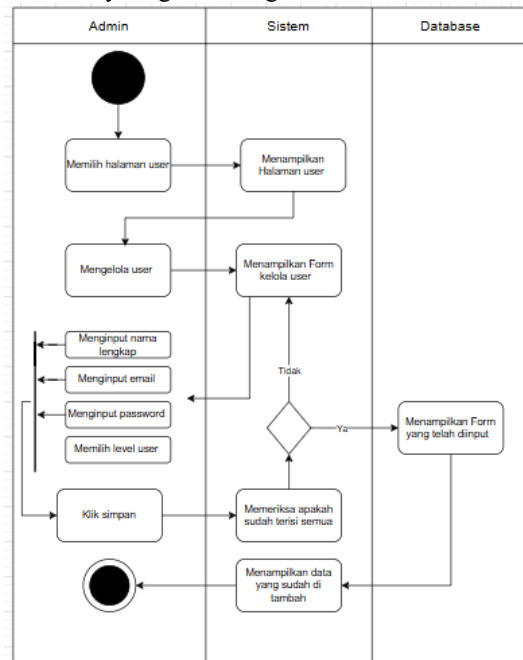 Admin
Sistem
Database
Memilih halaman user
Menampilkan
Halaman user
Mengelola user
Menampilkan Form
kelola user
Menginput nama
lengkap
Menginput email
Menginput password
Memilih level user
Tidak
Ya
Menampilkan Form
yang telah diinput
Klik simpan
Memeriksa apakah
sudah terisi semua
Menampilkan data
yang sudah di
tambah